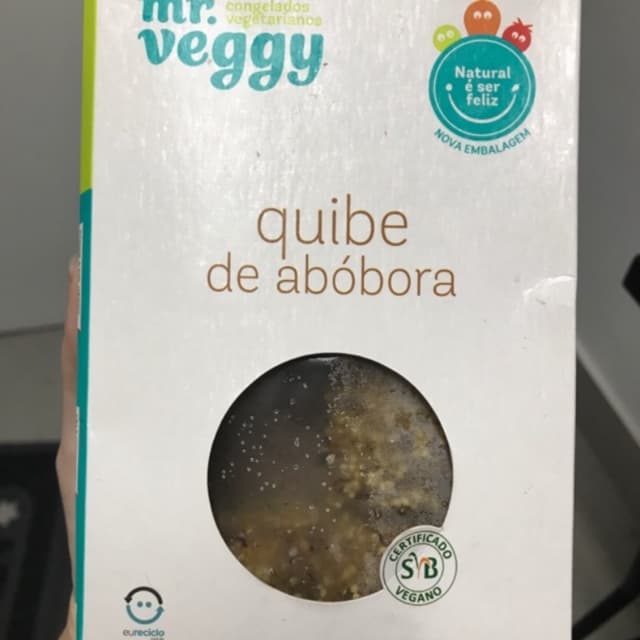 mr.
congelados
vegetarianos
veggy
Natural
é ser
feliz
NOVA EMBALAGEM
quibe
de abóbora
CERTIFICADO
SVB
VEGANO
eureciclo